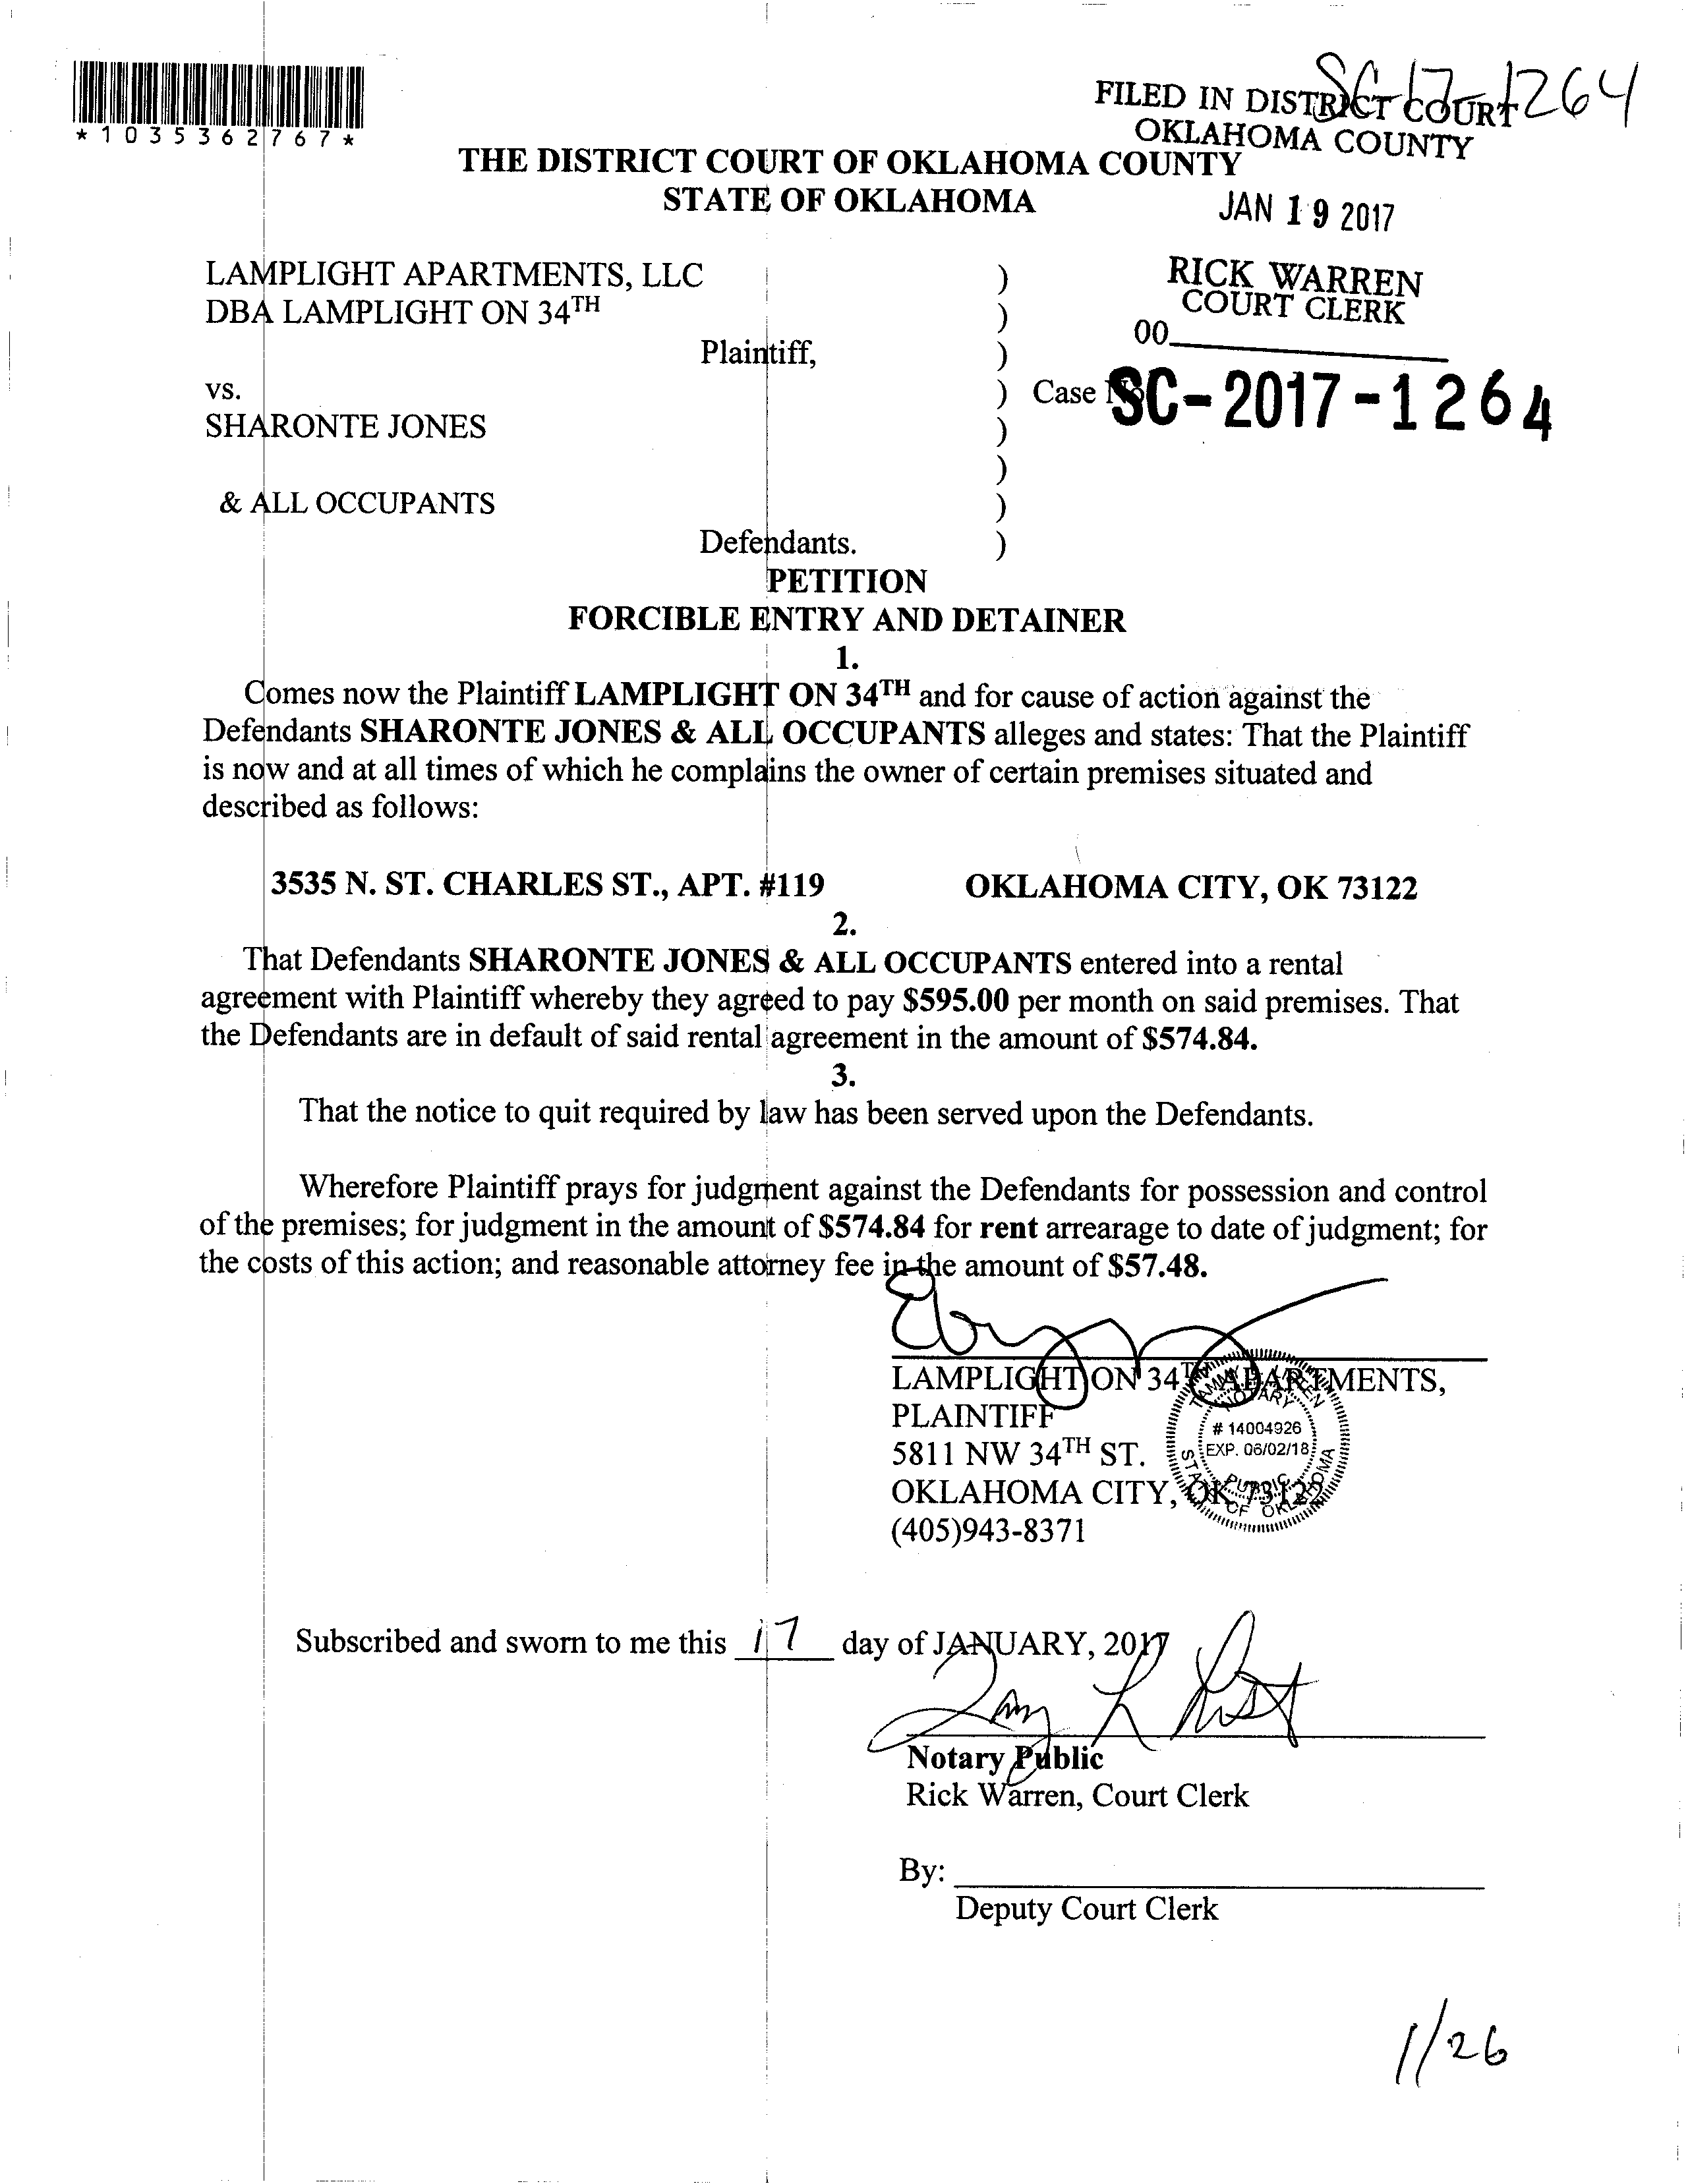 SC-17-1264
*1035362767*
FILED IN DISTRICT COURT
OKLAHOMA COUNTY
THE DISTRICT COURT OF OKLAHOMA COUNTY
STATE OF OKLAHOMA
JAN 19 2017
LAMPLIGHT APARTMENTS, LLC )
DBA LAMPLIGHT ON 34TH )
RICK WARREN
COURT CLERK
00
Plaintiff, )
vs. ) Case No SC-2017-1264
SHARONTE JONES )
)
& ALL OCCUPANTS )
Defendants. )
PETITION
FORCIBLE ENTRY AND DETAINER
1.
Comes now the Plaintiff LAMPLIGHT ON 34TH and for cause of action against the
Defendants SHARONTE JONES & ALL OCCUPANTS alleges and states: That the Plaintiff
is now and at all times of which he complains the owner of certain premises situated and
described as follows:
3535 N. ST. CHARLES ST., APT. #119 OKLAHOMA CITY, OK 73122
2.
That Defendants SHARONTE JONES & ALL OCCUPANTS entered into a rental
agreement with Plaintiff whereby they agreed to pay $595.00 per month on said premises. That
the Defendants are in default of said rental agreement in the amount of $574.84.
3.
That the notice to quit required by law has been served upon the Defendants.
Wherefore Plaintiff prays for judgment against the Defendants for possession and control
of the premises; for judgment in the amount of $574.84 for rent arrearage to date of judgment; for
the costs of this action; and reasonable attorney fee in the amount of $57.48.
LAMPLIGHT ON 34TH APARTMENTS,
PLAINTIFF
5811 NW 34TH ST.
OKLAHOMA CITY, OK
(405)943-8371
NOTARY
# 14004926
EXP. 06/02/18
PUBLIC
STATE OF OKLAHOMA
Subscribed and sworn to me this 17 day of JANUARY, 2017
Notary Public
Rick Warren, Court Clerk
By:
Deputy Court Clerk
1/26